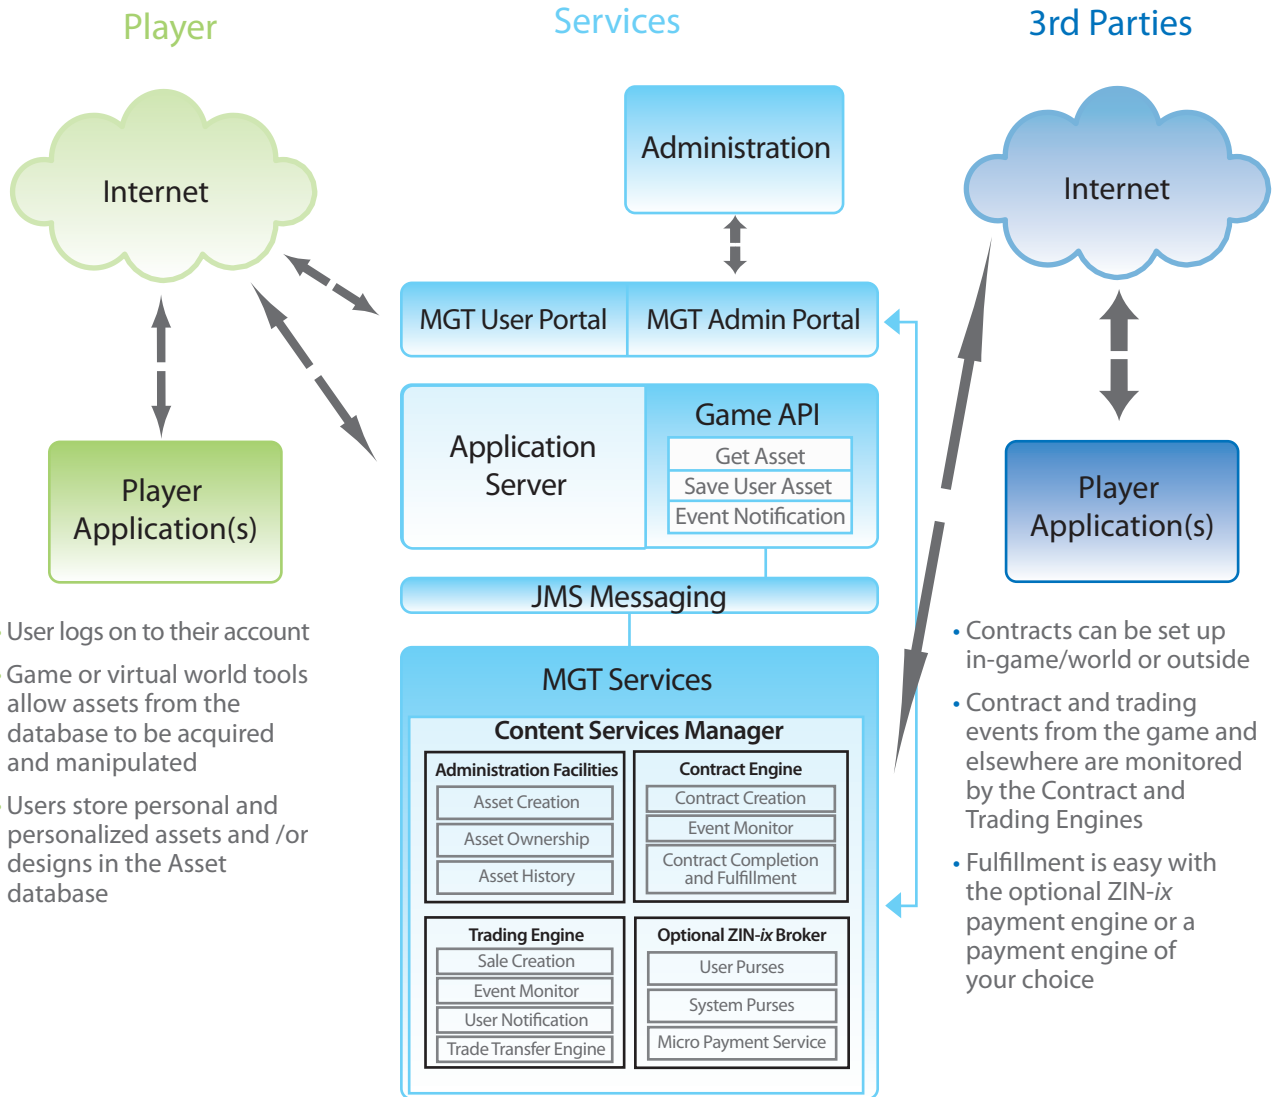 Player
Services
3rd Parties
Internet
Administration
Internet
MGT User Portal
MGT Admin Portal
Application
Server
Game API
Get Asset
Save User Asset
Event Notification
Player
Application(s)
Player
Application(s)
JMS Messaging
• User logs on to their account
• Game or virtual world tools
allow assets from the
database to be acquired
and manipulated
• Users store personal and
personalized assets and /or
designs in the Asset
database
MGT Services
Content Services Manager
Administration Facilities
Asset Creation
Asset Ownership
Asset History
Contract Engine
Contract Creation
Event Monitor
Contract Completion
and Fulfillment
Trading Engine
Sale Creation
Event Monitor
User Notification
Trade Transfer Engine
Optional ZIN-ix Broker
User Purses
System Purses
Micro Payment Service
• Contracts can be set up
in-game/world or outside
• Contract and trading
events from the game and
elsewhere are monitored
by the Contract and
Trading Engines
• Fulfillment is easy with
the optional ZIN-ix
payment engine or a
payment engine of
your choice